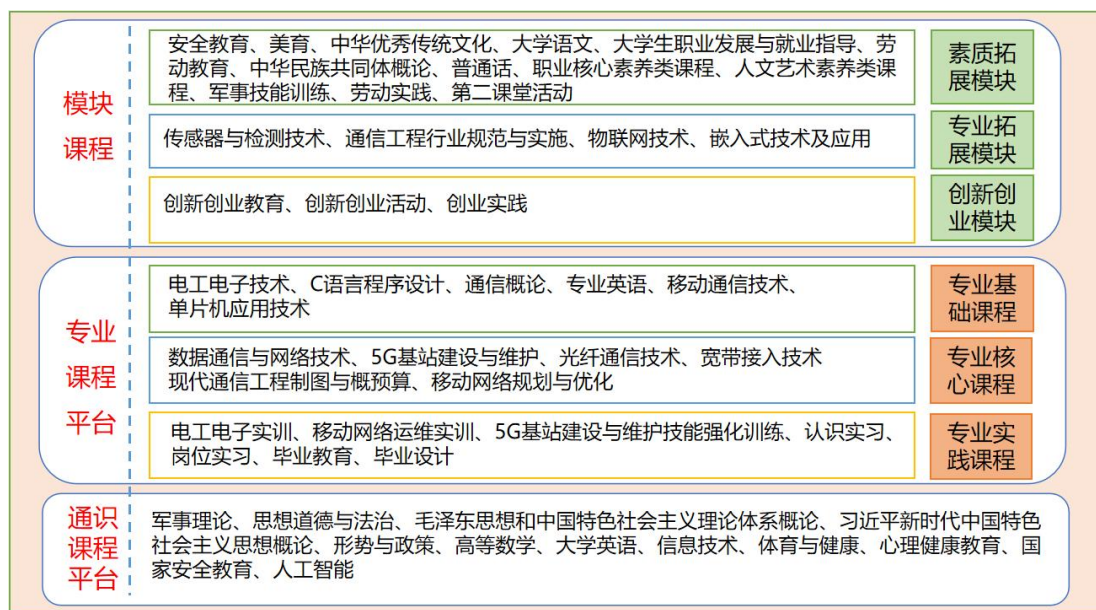 模块
课程
安全教育、美育、中华优秀传统文化、大学语文、大学生职业发展与就业指导、劳
动教育、中华民族共同体概论、普通话、职业核心素养类课程、人文艺术素养类课
程、军事技能训练、劳动实践、第二课堂活动
素质拓
展模块
传感器与检测技术、通信工程行业规范与实施、物联网技术、嵌入式技术及应用
专业拓
展模块
创新创业教育、创新创业活动、创业实践
创新创
业模块
专业
课程
平台
电工电子技术、C语言程序设计、通信概论、专业英语、移动通信技术、
单片机应用技术
专业基
础课程
数据通信与网络技术、5G基站建设与维护、光纤通信技术、宽带接入技术
现代通信工程制图与概预算、移动网络规划与优化
专业核
心课程
电工电子实训、移动网络运维实训、5G基站建设与维护技能强化训练、认识实习、
岗位实习、毕业教育、毕业设计
专业实
践课程
通识
课程
平台
军事理论、思想道德与法治、毛泽东思想和中国特色社会主义理论体系概论、习近平新时代中国特色
社会主义思想概论、形势与政策、高等数学、大学英语、信息技术、体育与健康、心理健康教育、国
家安全教育、人工智能